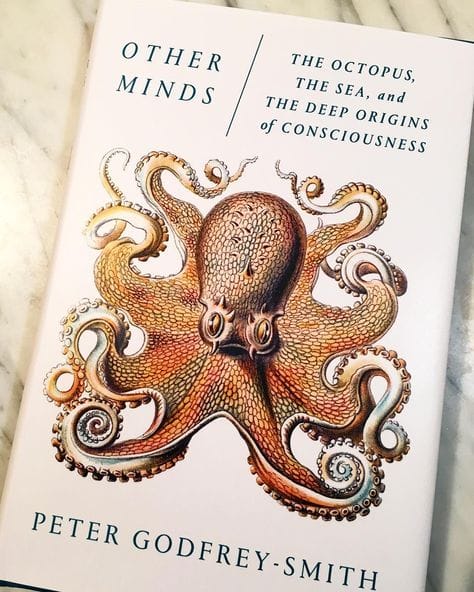 OTHER
MINDS
THE OCTOPUS,
THE SEA, and
THE DEEP ORIGINS
of CONSCIOUSNESS
PETER GODFREY-SMITH